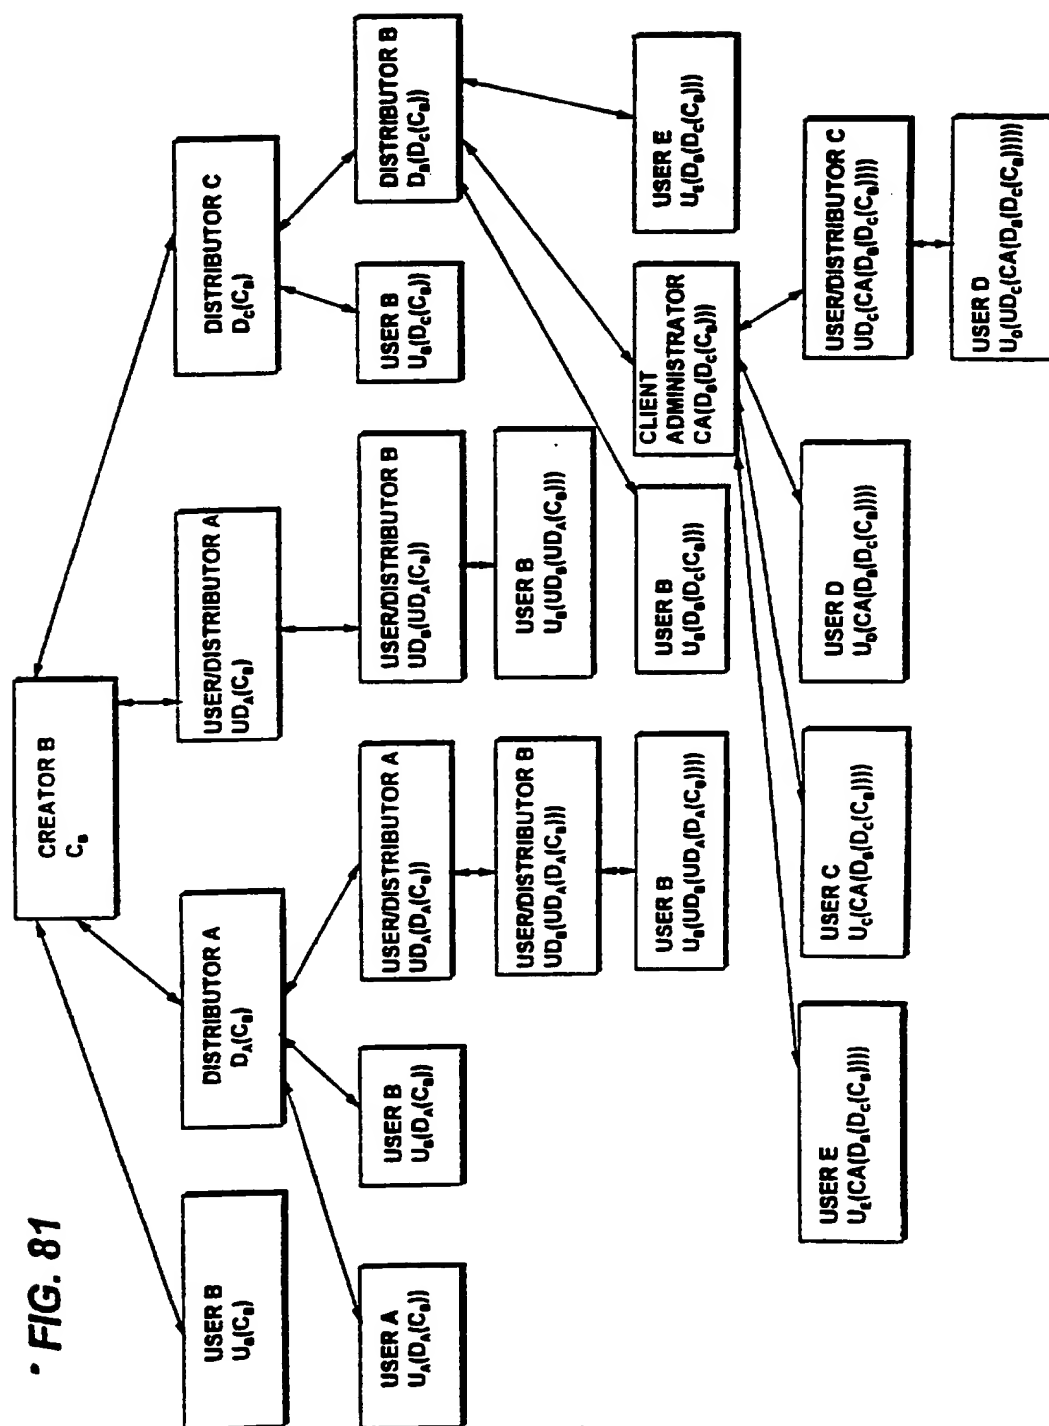 FIG. 81
CREATOR B
C_B
USER B
U_B(C_B)
DISTRIBUTOR A
D_A(C_B)
USER/DISTRIBUTOR A
UD_A(C_B)
DISTRIBUTOR C
D_C(C_B)
USER A
U_A(D_A(C_B))
USER B
U_B(D_A(C_B))
USER/DISTRIBUTOR A
UD_A(D_A(C_B))
USER/DISTRIBUTOR B
UD_B(UD_A(C_B))
USER B
U_B(D_C(C_B))
DISTRIBUTOR B
D_B(D_C(C_B))
USER/DISTRIBUTOR B
UD_B(UD_A(D_A(C_B)))
USER B
U_B(UD_B(UD_A(C_B)))
USER B
U_B(UD_B(UD_A(D_A(C_B))))
USER B
U_B(D_B(D_C(C_B)))
CLIENT
ADMINISTRATOR
CA(D_B(D_C(C_B)))
USER E
U_E(D_B(D_C(C_B)))
USER E
U_E(CA(D_B(D_C(C_B))))
USER C
U_C(CA(D_B(D_C(C_B))))
USER D
U_D(CA(D_B(D_C(C_B))))
USER/DISTRIBUTOR C
UD_C(CA(D_B(D_C(C_B))))
USER D
U_D(UD_C(CA(D_B(D_C(C_B)))))